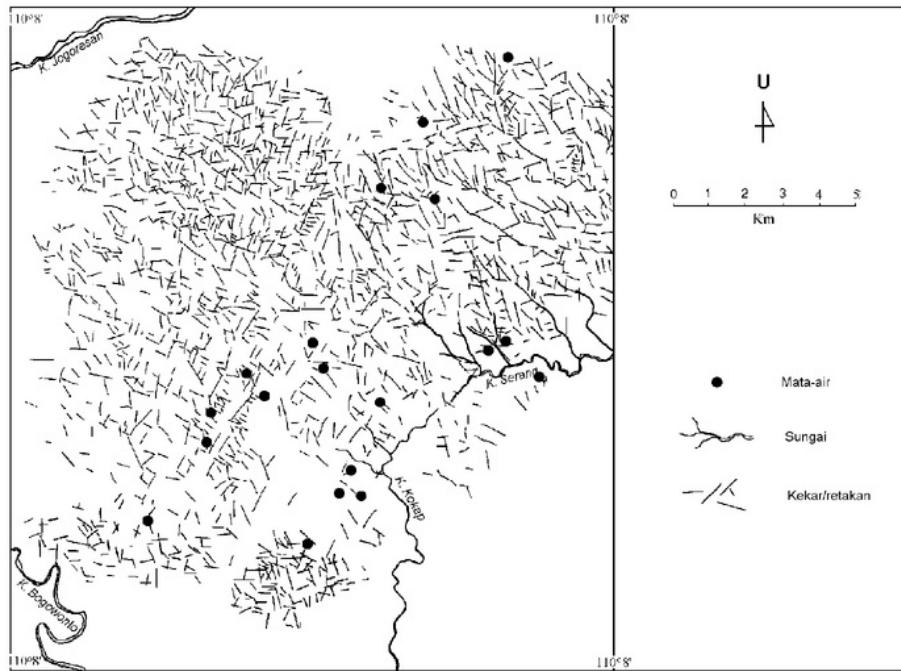 110°8' 110°8'
K. Jogoresan
U
0 1 2 3 4 5
Km
Mata-air
K. Serang
Sungai
K. Kokap
Kekar/retakan
K. Bogowonto
110°8' 110°8'